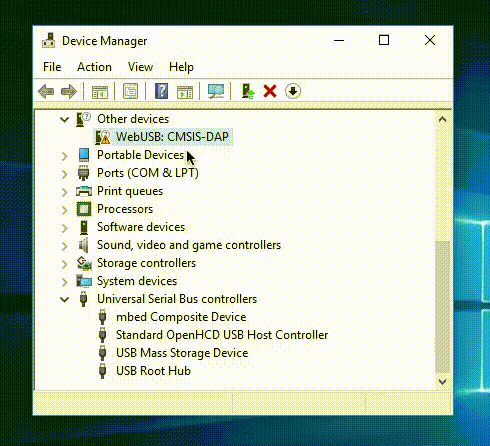 Device Manager
File Action View Help
Other devices
WebUSB: CMSIS-DAP
Portable Devices
Ports (COM & LPT)
Print queues
Processors
Software devices
Sound, video and game controllers
Storage controllers
System devices
Universal Serial Bus controllers
mbed Composite Device
Standard OpenHCD USB Host Controller
USB Mass Storage Device
USB Root Hub